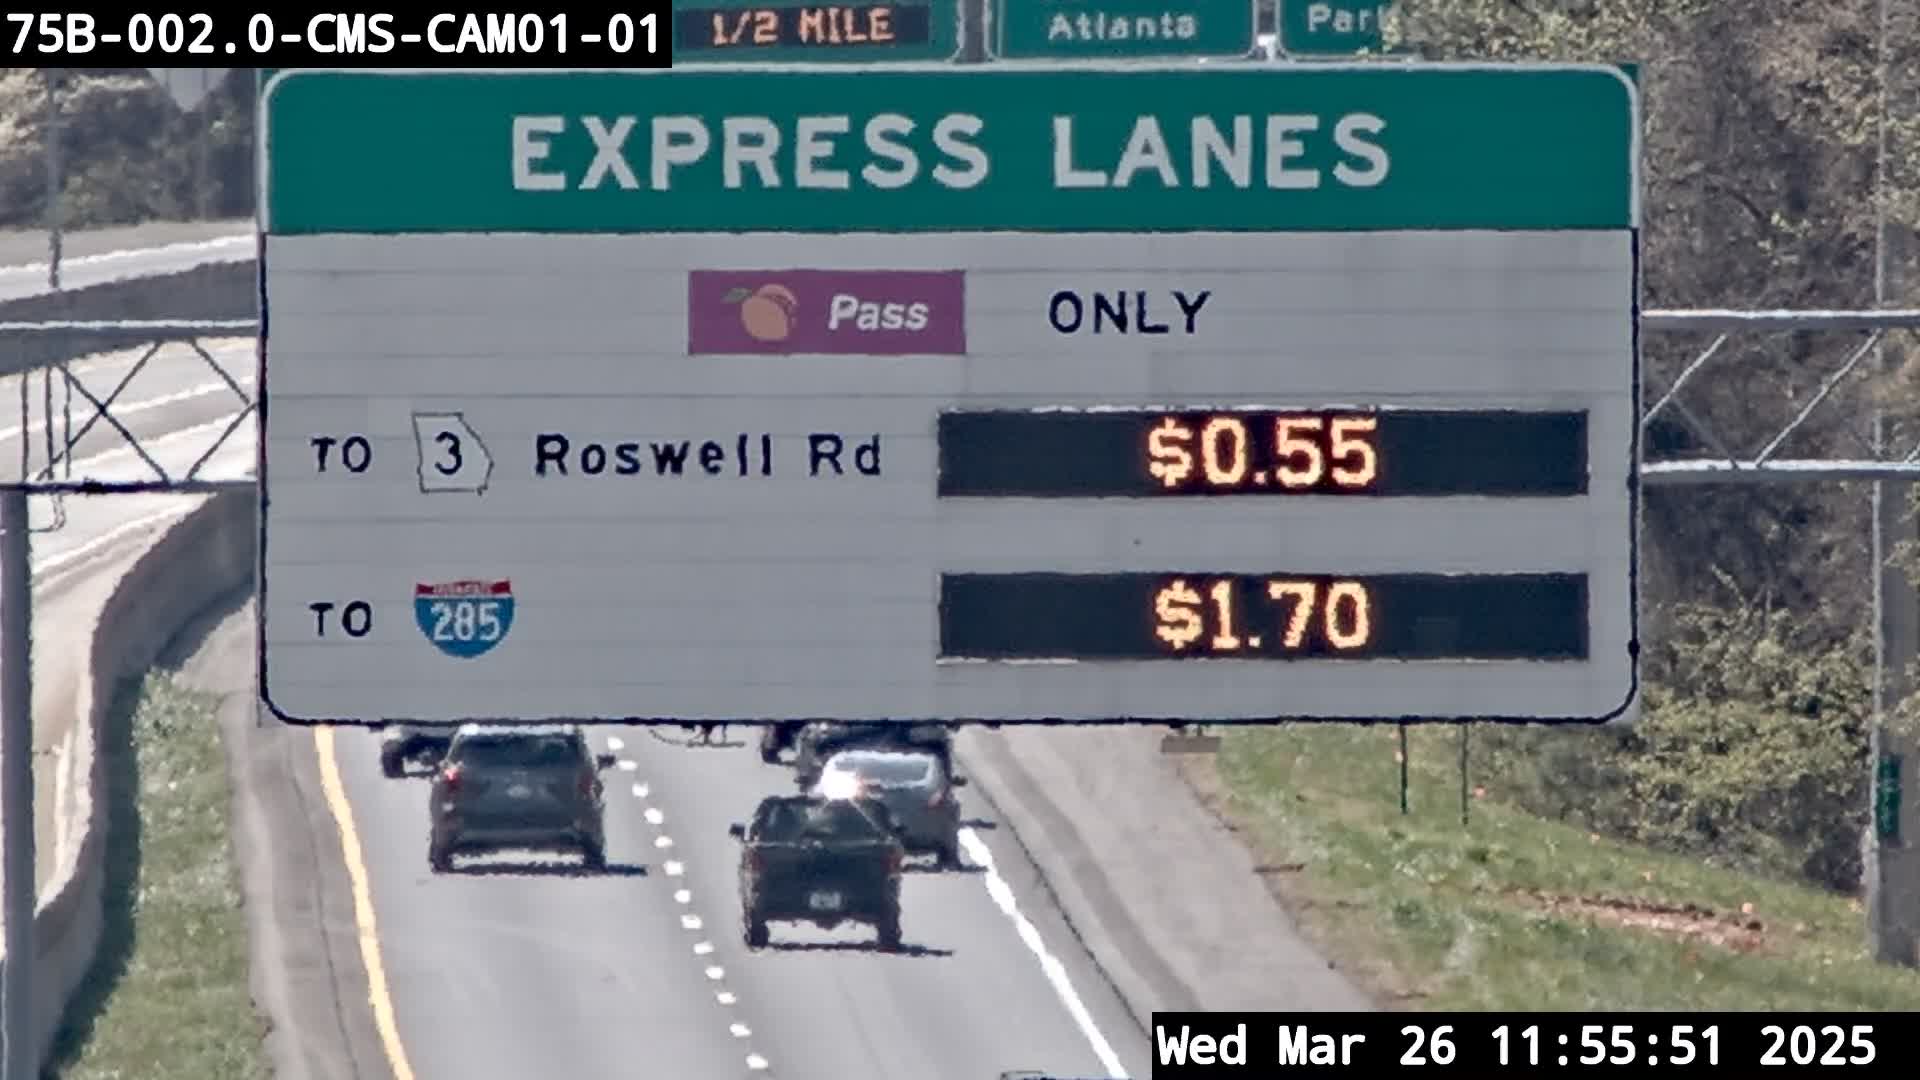 75B-002.0-CMS-CAM01-01
1/2 MILE
Atlanta
EXPRESS LANES
Pass ONLY
TO 3 Roswell Rd $0.55
TO 285 $1.70
Wed Mar 26 11:55:51 2025